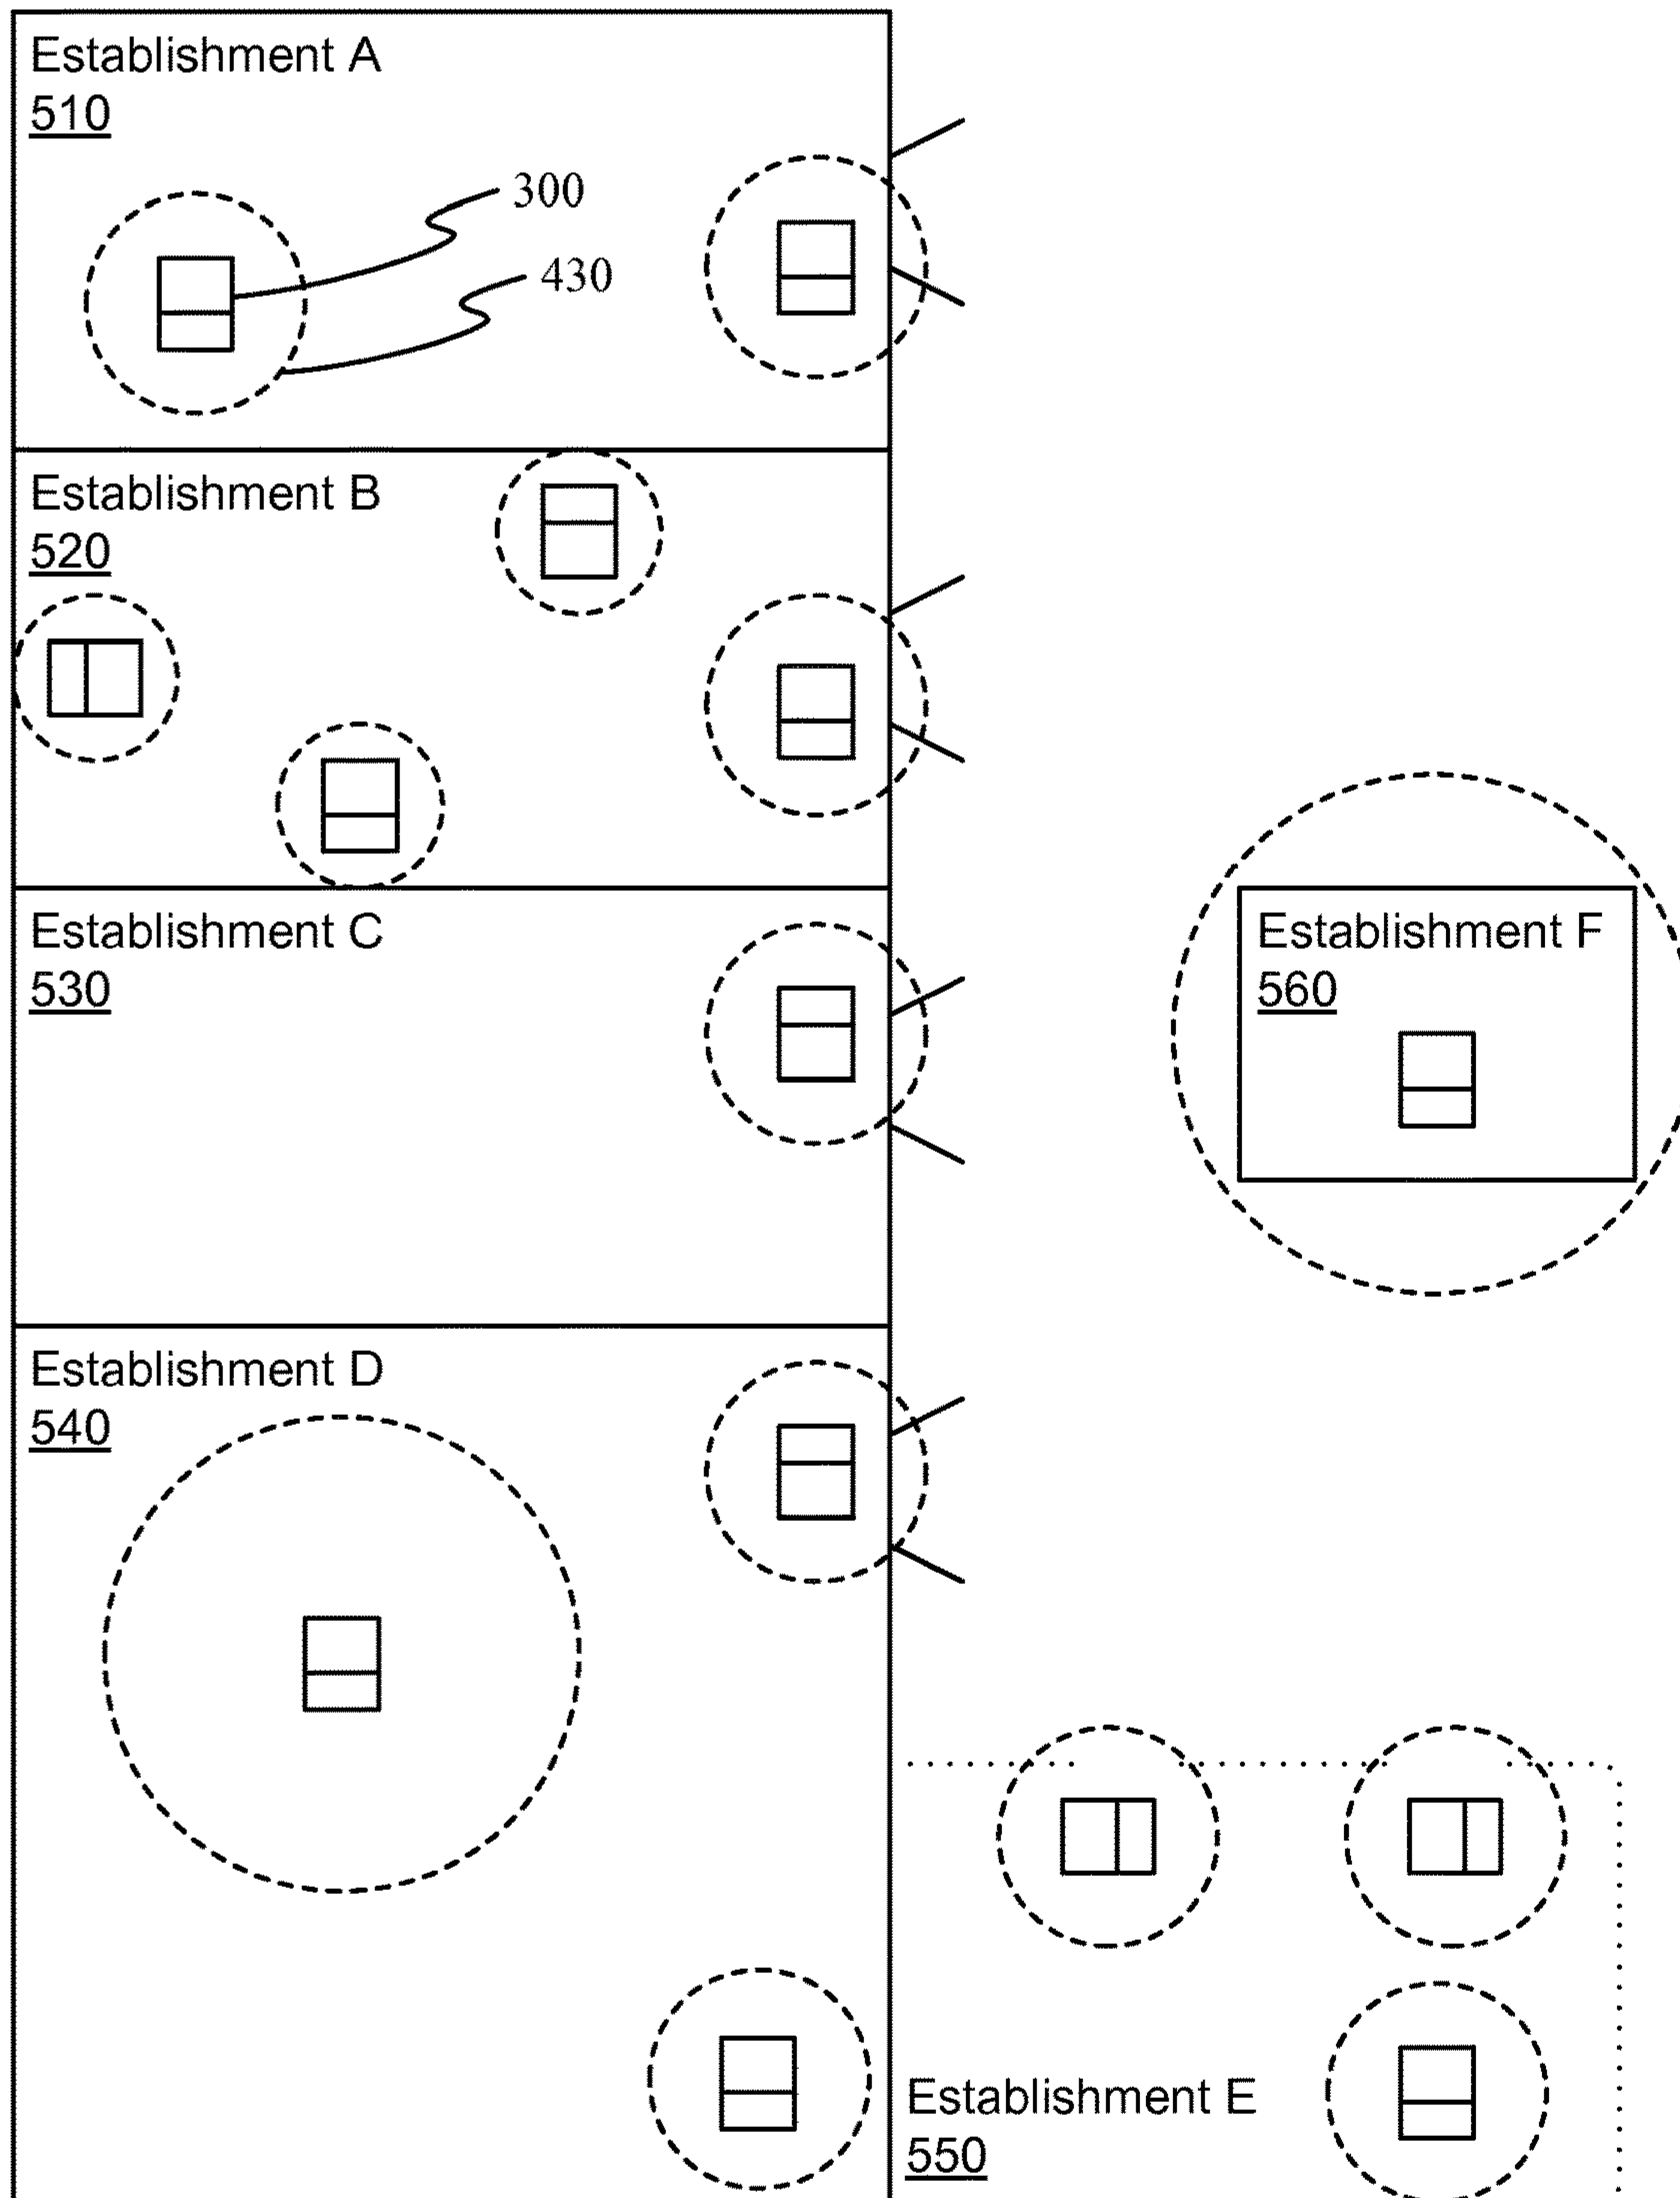 Establishment A
510
300
430
Establishment B
520
Establishment C
530
Establishment F
560
Establishment D
540
Establishment E
550